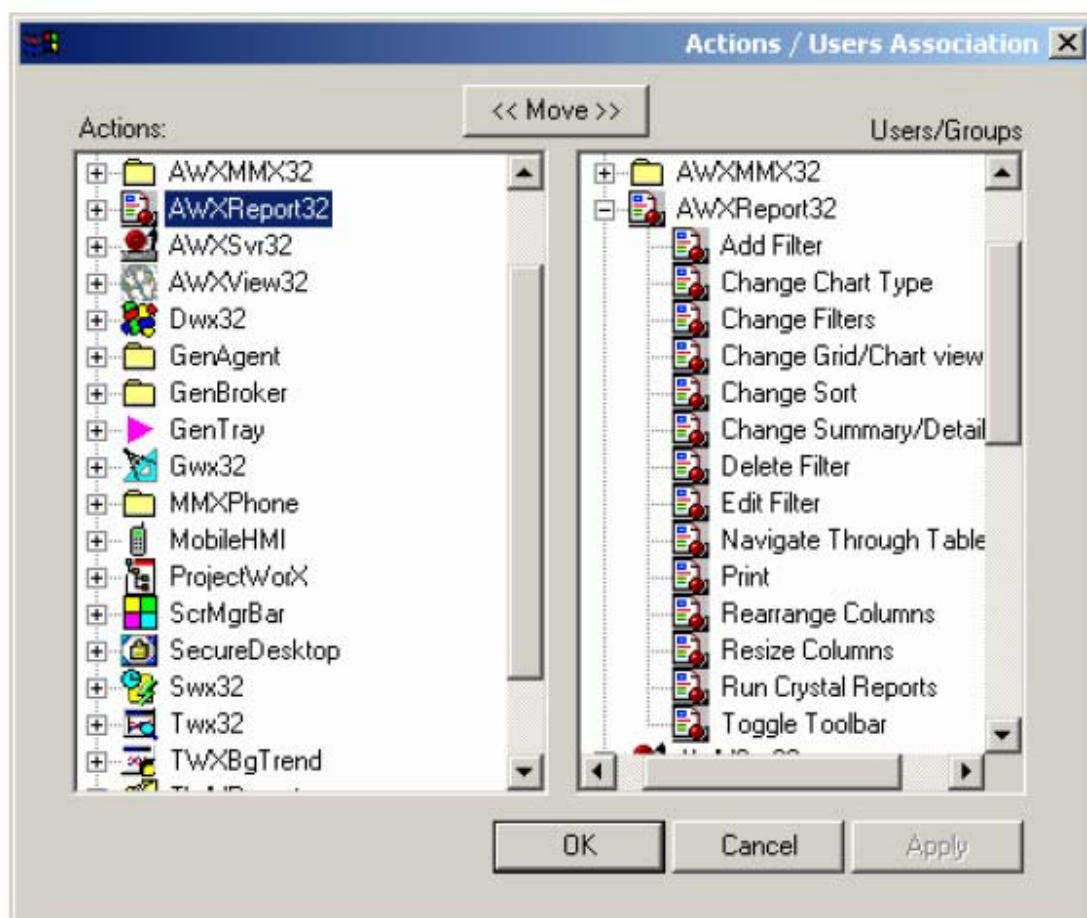 Actions / Users Association
<< Move >>
Actions:
Users/Groups
AWXMMX32
AWXReport32
AWXSvr32
AWXView32
Dwx32
GenAgent
GenBroker
GenTray
Gwx32
MMXPhone
MobileHMI
ProjectWorX
ScrMgrBar
SecureDesktop
Swx32
Twx32
TWXBgTrend
AWXMMX32
AWXReport32
Add Filter
Change Chart Type
Change Filters
Change Grid/Chart view
Change Sort
Change Summary/Detail
Delete Filter
Edit Filter
Navigate Through Table
Print
Rearrange Columns
Resize Columns
Run Crystal Reports
Toggle Toolbar
OK
Cancel
Apply